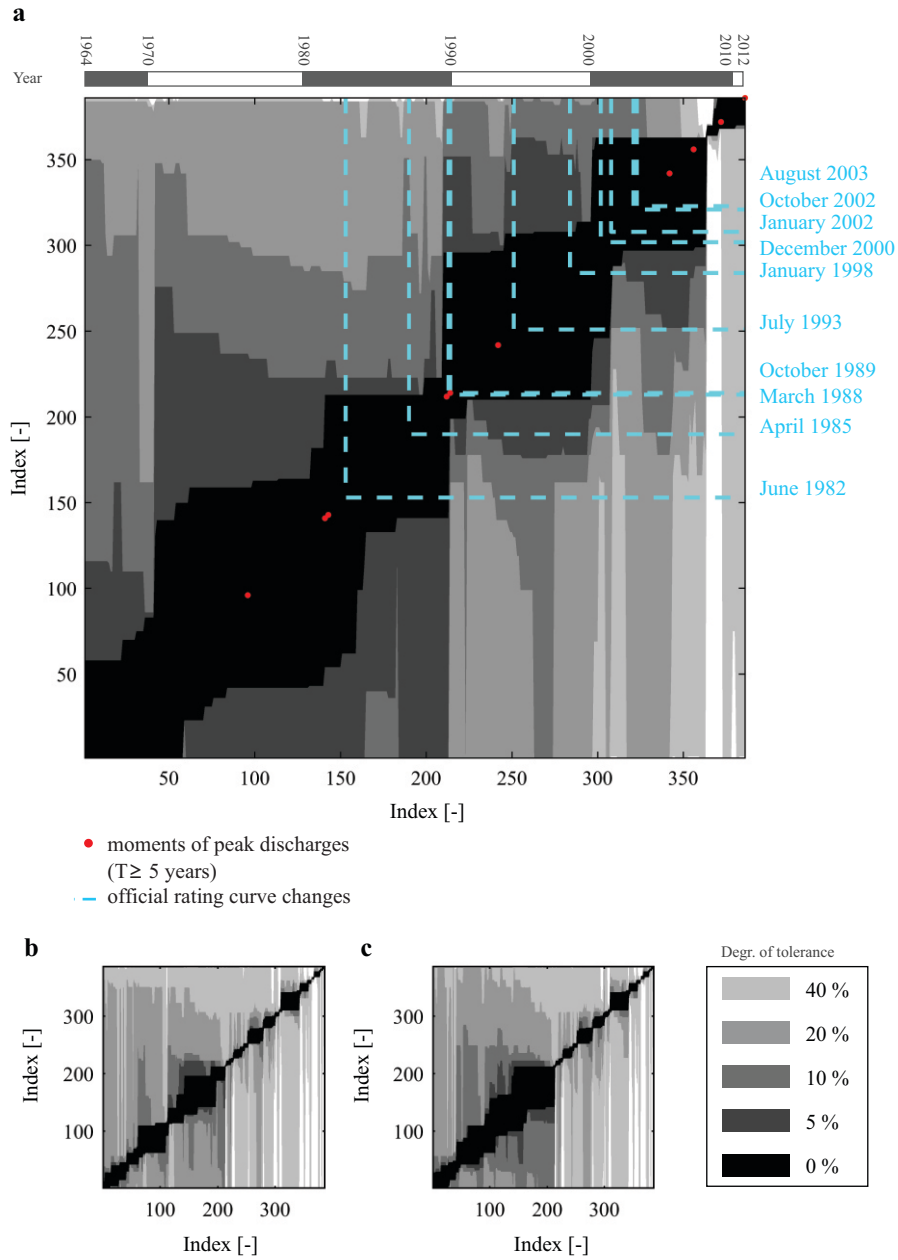 a
1964
1970
1980
1990
2000
2010
2012
Year
350
300
250
200
150
100
50
Index [-]
50
100
150
200
250
300
350
Index [-]
August 2003
October 2002
January 2002
December 2000
January 1998
July 1993
October 1989
March 1988
April 1985
June 1982
moments of peak discharges
(T≥ 5 years)
official rating curve changes
b
300
200
100
Index [-]
100
200
300
Index [-]
c
300
200
100
Index [-]
100
200
300
Index [-]
Degr. of tolerance
40 %
20 %
10 %
5 %
0 %